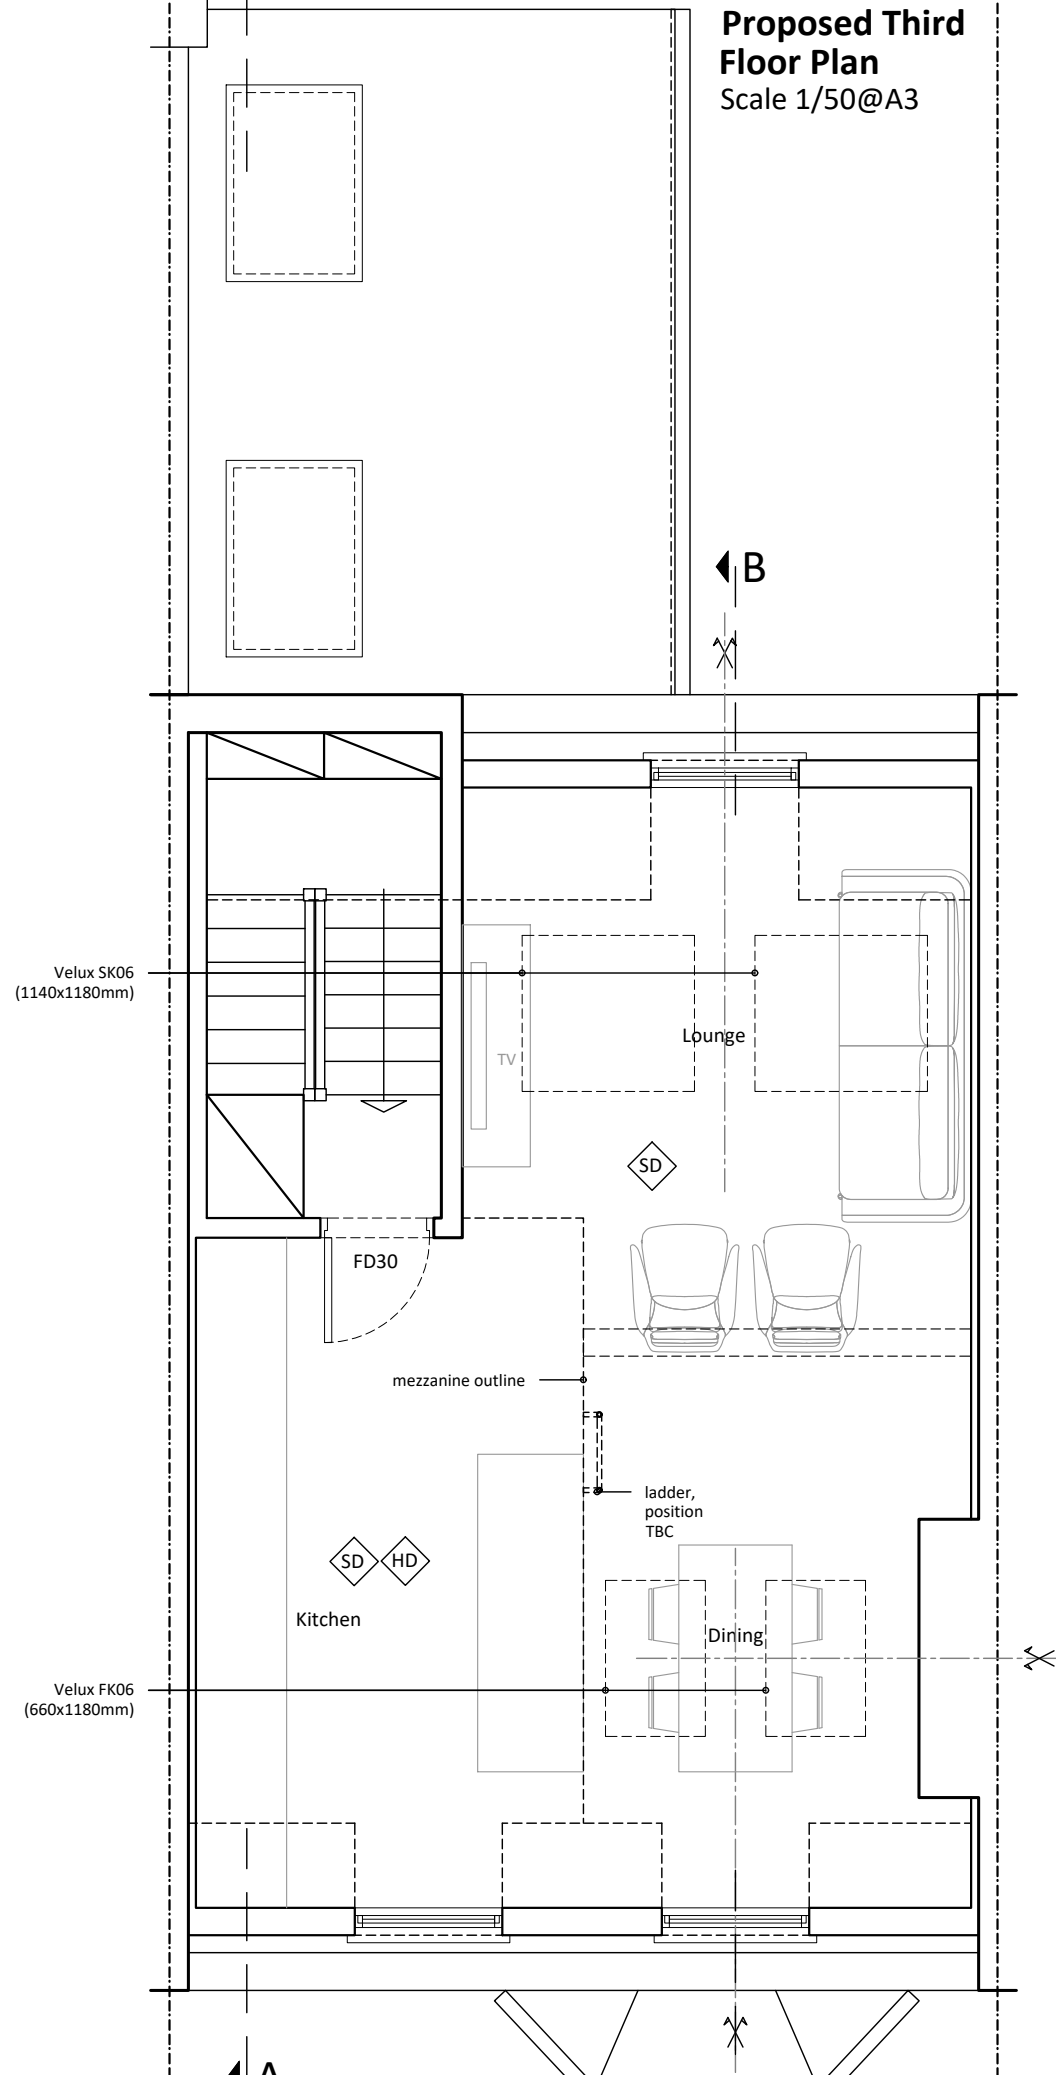 Proposed Third
Floor Plan
Scale 1/50@A3
B
Velux SK06
(1140x1180mm)
Lounge
TV
SD
FD30
mezzanine outline
ladder,
position
TBC
SD
HD
Kitchen
Dining
Velux FK06
(660x1180mm)
A